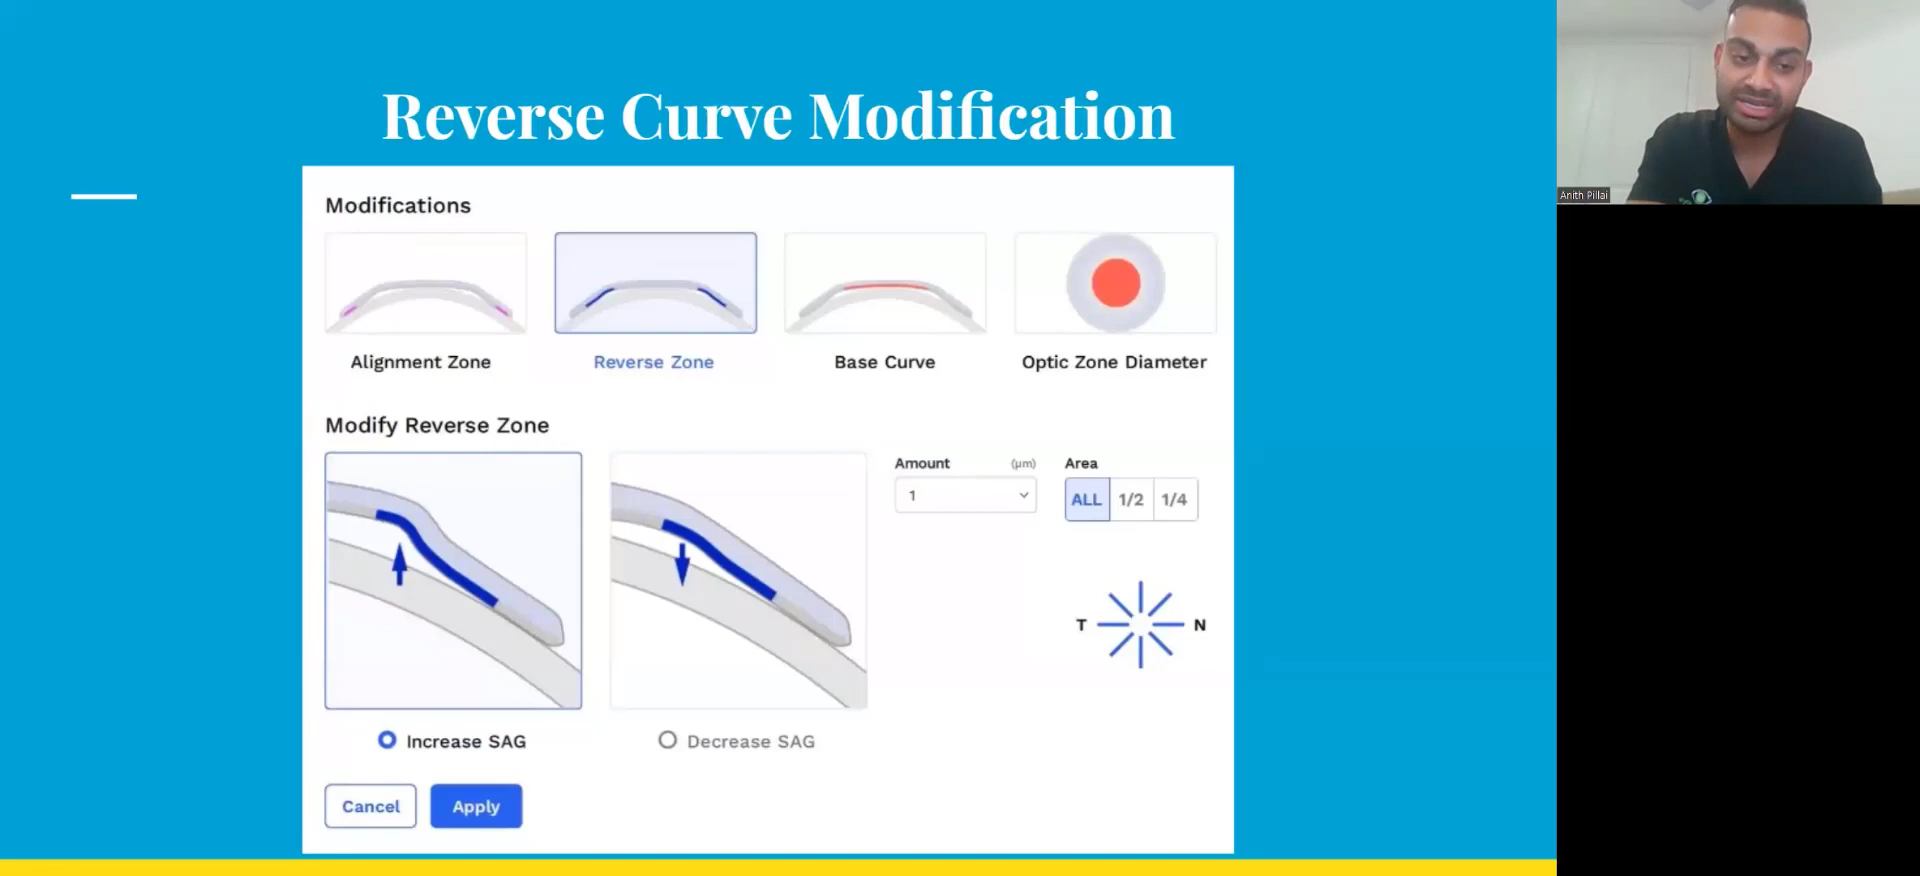 Reverse Curve Modification
Modifications
Alignment Zone
Reverse Zone
Base Curve
Optic Zone Diameter
Modify Reverse Zone
Amount (μm)
1
Area
ALL 1/2 1/4
T N
Increase SAG
Decrease SAG
Cancel
Apply
Anith Pillai